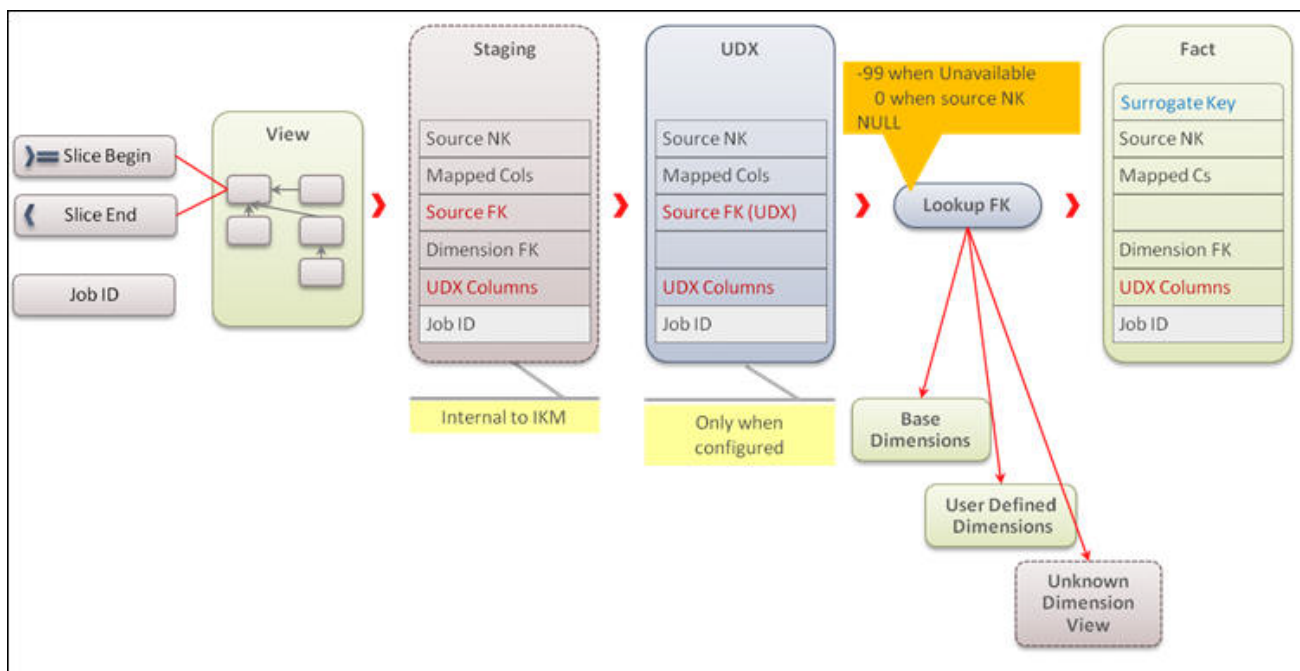 Slice Begin
Slice End
Job ID
View
Staging
Source NK
Mapped Cols
Source FK
Dimension FK
UDX Columns
Job ID
Internal to IKM
UDX
Source NK
Mapped Cols
Source FK (UDX)
UDX Columns
Job ID
Only when
configured
-99 when Unavailable
0 when source NK
NULL
Lookup FK
Base
Dimensions
User Defined
Dimensions
Unknown
Dimension
View
Fact
Surrogate Key
Source NK
Mapped Cs
Dimension FK
UDX Columns
Job ID